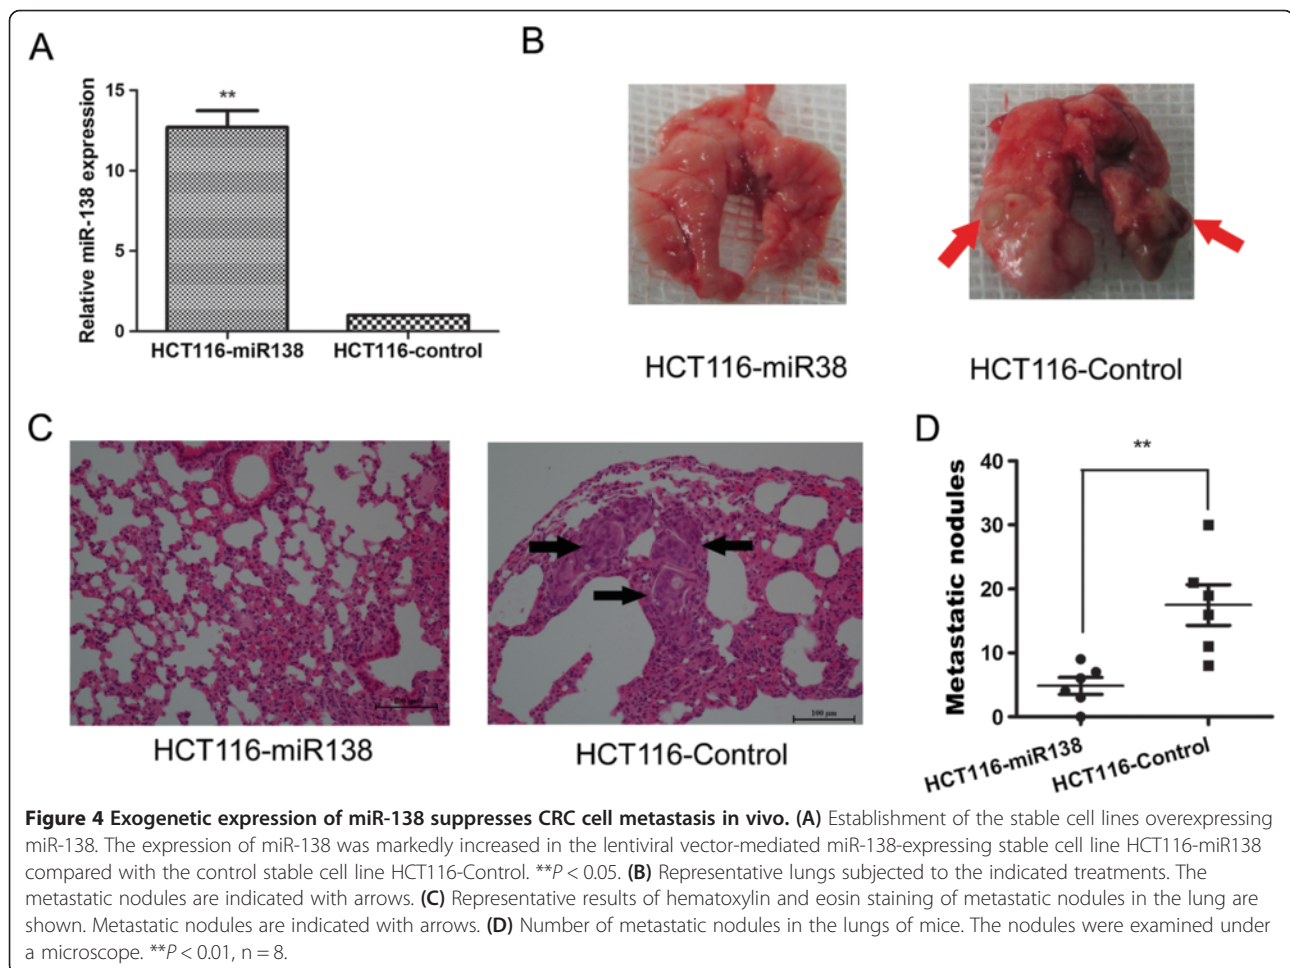 A
B
15
10
5
0
Relative miR-138 expression
**
HCT116-miR138
HCT116-control
HCT116-miR38
HCT116-Control
C
D
100 μm
HCT116-miR138
HCT116-Control
**
40
30
20
10
0
Metastatic nodules
HCT116-miR138
HCT116-Control
Figure 4 Exogenetic expression of miR-138 suppresses CRC cell metastasis in vivo. (A) Establishment of the stable cell lines overexpressing
miR-138. The expression of miR-138 was markedly increased in the lentiviral vector-mediated miR-138-expressing stable cell line HCT116-miR138
compared with the control stable cell line HCT116-Control. **P < 0.05. (B) Representative lungs subjected to the indicated treatments. The
metastatic nodules are indicated with arrows. (C) Representative results of hematoxylin and eosin staining of metastatic nodules in the lung are
shown. Metastatic nodules are indicated with arrows. (D) Number of metastatic nodules in the lungs of mice. The nodules were examined under
a microscope. **P < 0.01, n = 8.